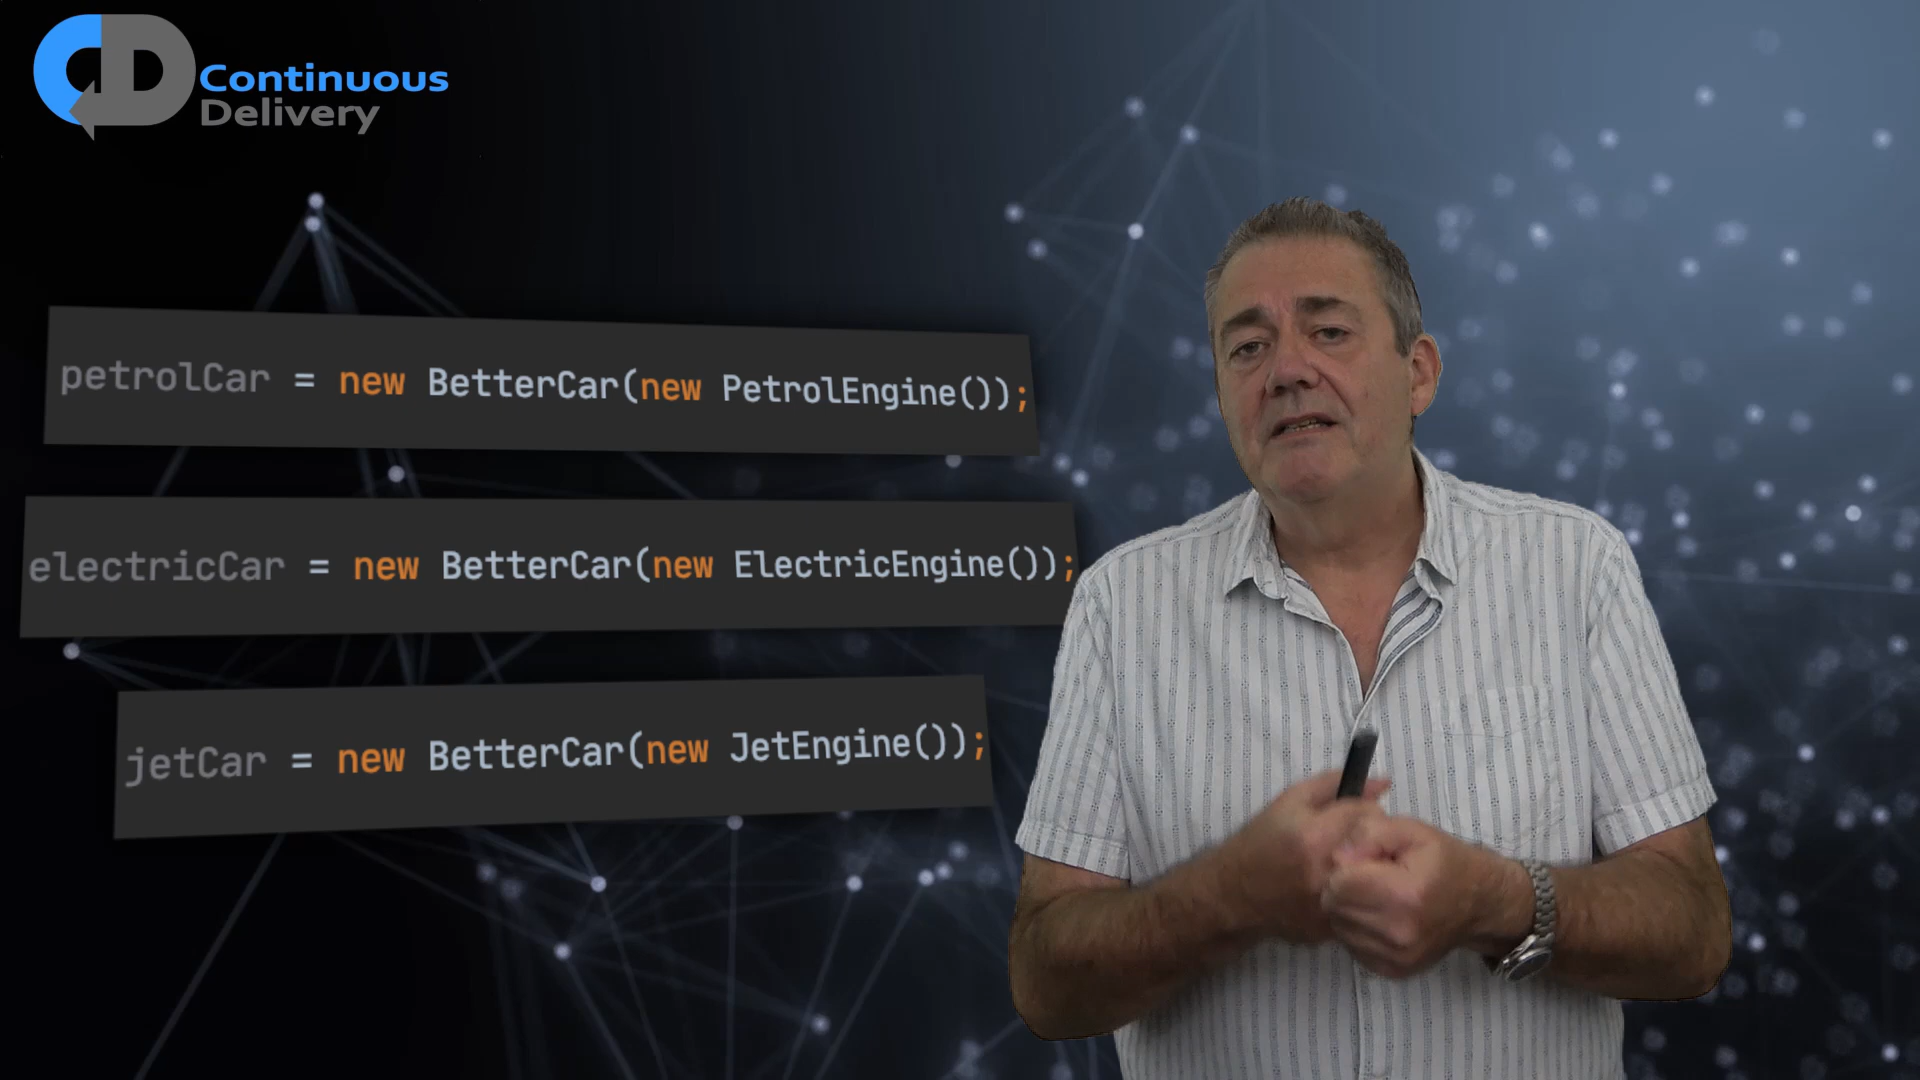 Continuous
Delivery
petrolCar = new BetterCar(new PetrolEngine());
electricCar = new BetterCar(new ElectricEngine());
jetCar = new BetterCar(new JetEngine());